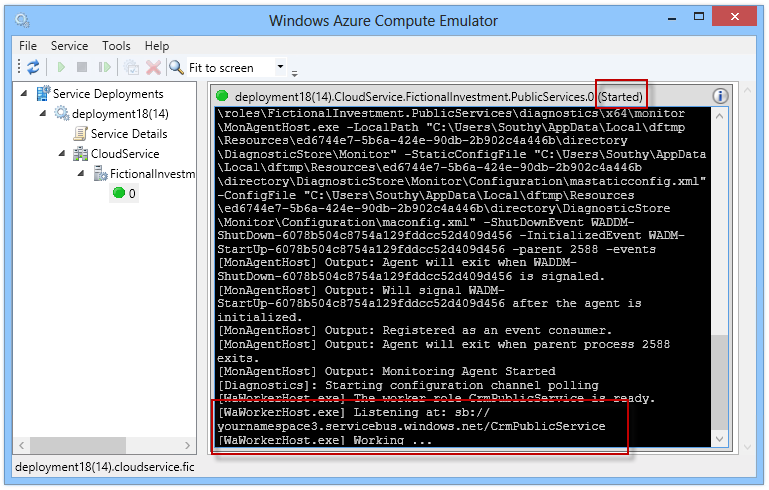 Windows Azure Compute Emulator
File Service Tools Help
Fit to screen
Service Deployments
deployment18(14)
Service Details
CloudService
FictionalInvestm
0
deployment18(14).CloudService.FictionalInvestment.PublicServices.0 (Started)
\roles\FictionalInvestment.PublicServices\diagnostics\x64\monitor
\MonAgentHost.exe -LocalPath "C:\Users\Southy\AppData\Local\dftmp
\Resources\ed6744e7-5b6a-424e-90db-2b902c4a446b\directory
\DiagnosticStore\Monitor" -StaticConfigFile "C:\Users\Southy\AppData
\Local\dftmp\Resources\ed6744e7-5b6a-424e-90db-2b902c4a446b
\directory\DiagnosticStore\Monitor\Configuration\mastaticconfig.xml"
-ConfigFile "C:\Users\Southy\AppData\Local\dftmp\Resources
\ed6744e7-5b6a-424e-90db-2b902c4a446b\directory\DiagnosticStore
\Monitor\Configuration\maconfig.xml" -ShutDownEvent WADDM-
ShutDown-6078b504c8754a129fddcc52d409d456 -InitializedEvent WADM-
StartUp-6078b504c8754a129fddcc52d409d456 -parent 2588 -events
[MonAgentHost] Output: Agent will exit when WADDM-
ShutDown-6078b504c8754a129fddcc52d409d456 is signaled.
[MonAgentHost] Output: Will signal WADM-
StartUp-6078b504c8754a129fddcc52d409d456 after the agent is
initialized.
[MonAgentHost] Output: Registered as an event consumer.
[MonAgentHost] Output: Agent will exit when parent process 2588
exits.
[MonAgentHost] Output: Monitoring Agent Started
[Diagnostics]: Starting configuration channel polling
[WaWorkerHost.exe] The worker role CrmPublicService is ready.
[WaWorkerHost.exe] Listening at: sb://
yournamespace3.servicebus.windows.net/CrmPublicService
[WaWorkerHost.exe] Working ...
deployment18(14).cloudservice.fic